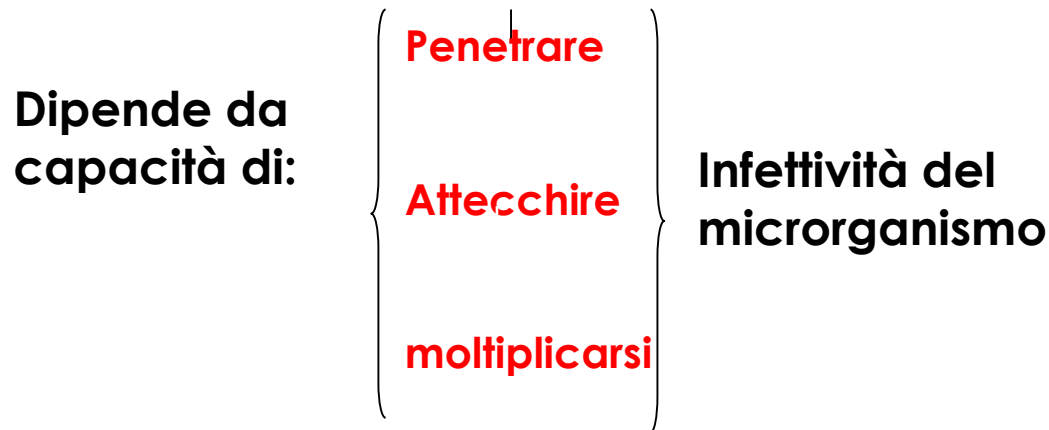 Dipende da
capacità di:
Penetrare
Attecchire
moltiplicarsi
Infettività del
microrganismo